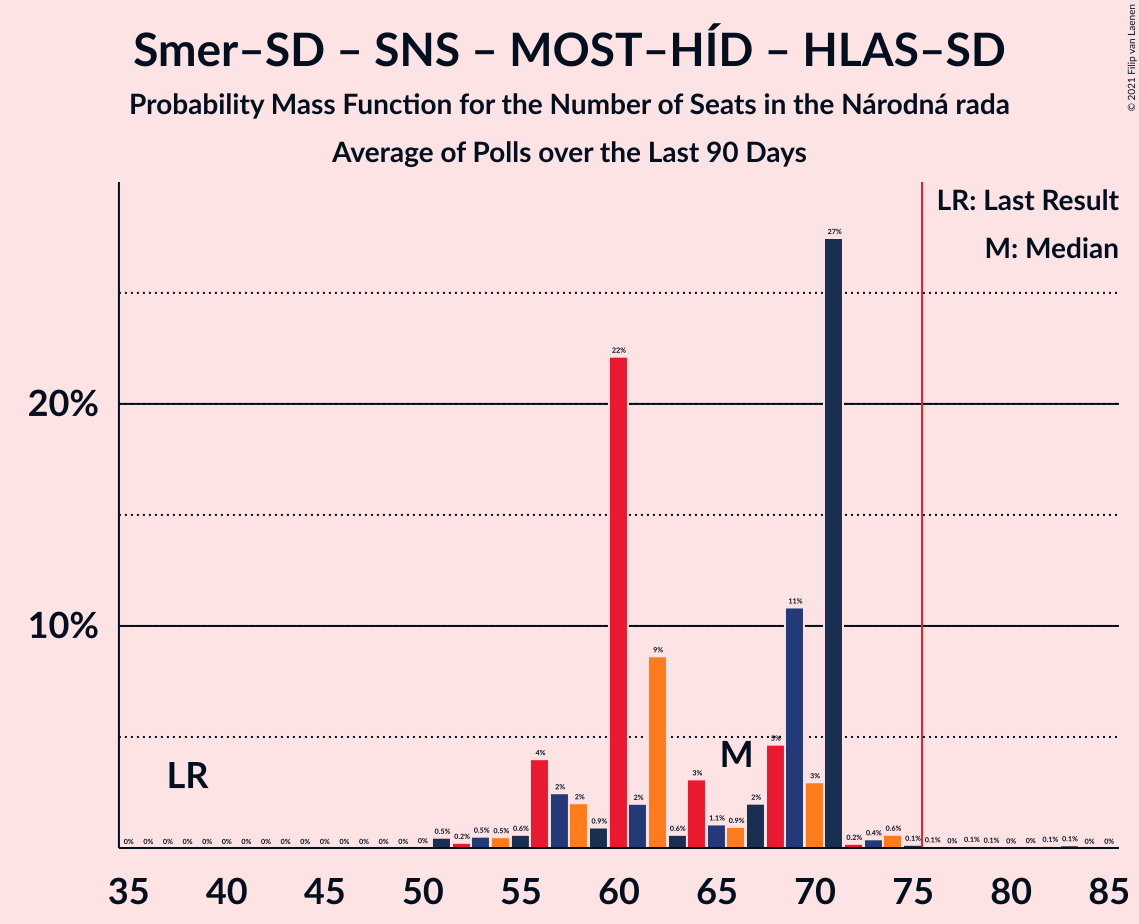 Smer–SD – SNS – MOST–HÍD – HLAS–SD
Probability Mass Function for the Number of Seats in the Národná rada
Average of Polls over the Last 90 Days
© 2021 Filip van Laenen
LR: Last Result
M: Median
20%
10%
LR
M
0% 0% 0% 0% 0% 0% 0% 0% 0% 0% 0% 0% 0% 0% 0% 0% 0.5% 0.2% 0.5% 0.5% 0.6% 4% 2% 2% 0.9% 22% 2% 9% 0.6% 3% 1.1% 0.9% 2% 5% 11% 3% 27% 0.2% 0.4% 0.6% 0.1% 0.1% 0% 0.1% 0.1% 0% 0% 0.1% 0.1% 0% 0%
35 40 45 50 55 60 65 70 75 80 85